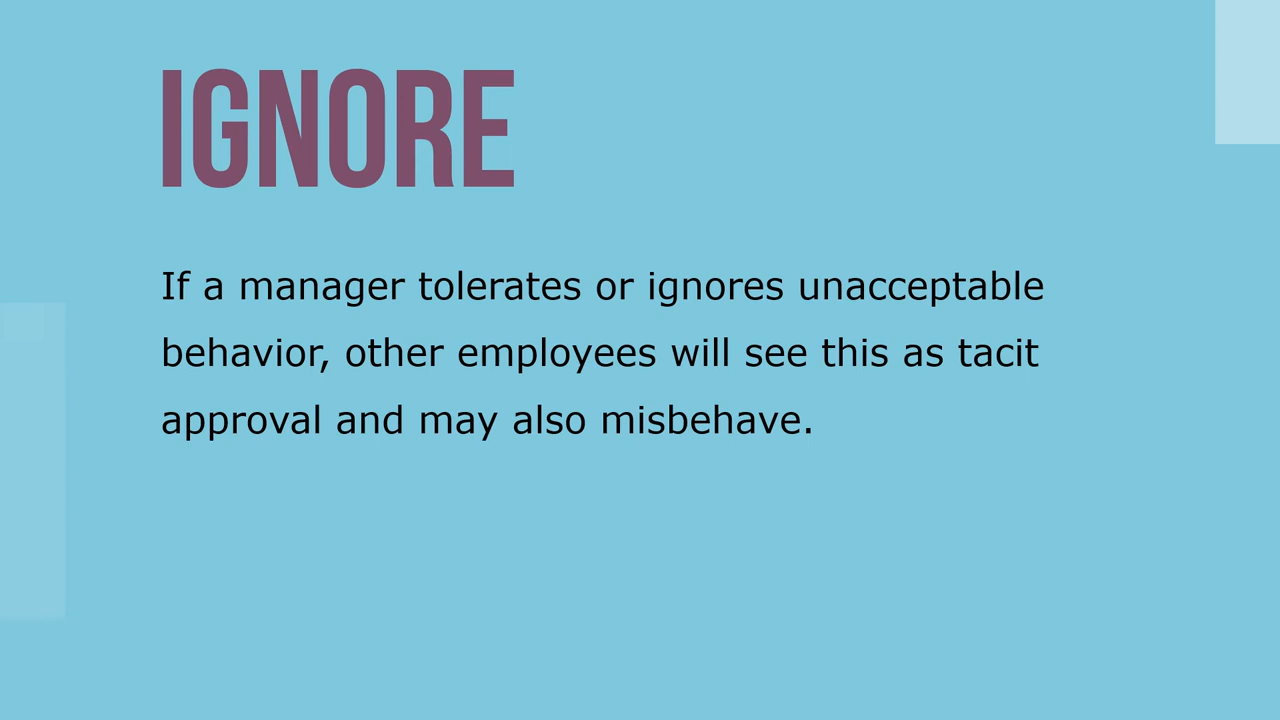 IGNORE
If a manager tolerates or ignores unacceptable
behavior, other employees will see this as tacit
approval and may also misbehave.